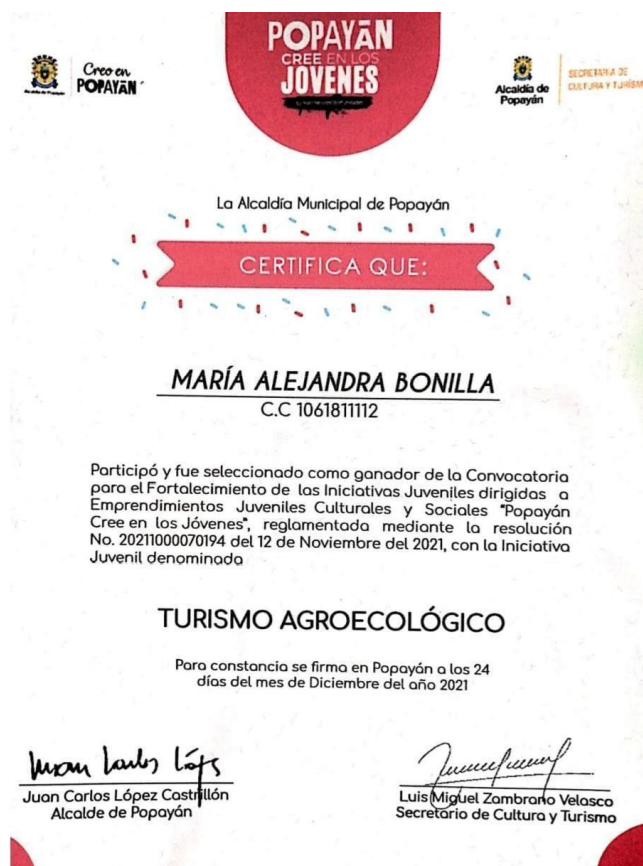 Creo en
POPAYÁN
POPAYÁN
CREE EN LOS
JOVENES
Alcaldía de
Popayán
SECRETARÍA DE
CULTURA Y TURISM
La Alcaldía Municipal de Popayán
CERTIFICA QUE:
MARÍA ALEJANDRA BONILLA
C.C 1061811112
Participó y fue seleccionado como ganador de la Convocatoria
para el Fortalecimiento de las Iniciativas Juveniles dirigidas a
Emprendimientos Juveniles Culturales y Sociales "Popayán
Cree en los Jóvenes", reglamentada mediante la resolución
No. 20211000070194 del 12 de Noviembre del 2021, con la Iniciativa
Juvenil denominada
TURISMO AGROECOLÓGICO
Para constancia se firma en Popayán a los 24
días del mes de Diciembre del año 2021
Juan Carlos López
Juan Carlos López Castrillón
Alcalde de Popayán
Luis Miguel Zambrano Velasco
Secretario de Cultura y Turismo